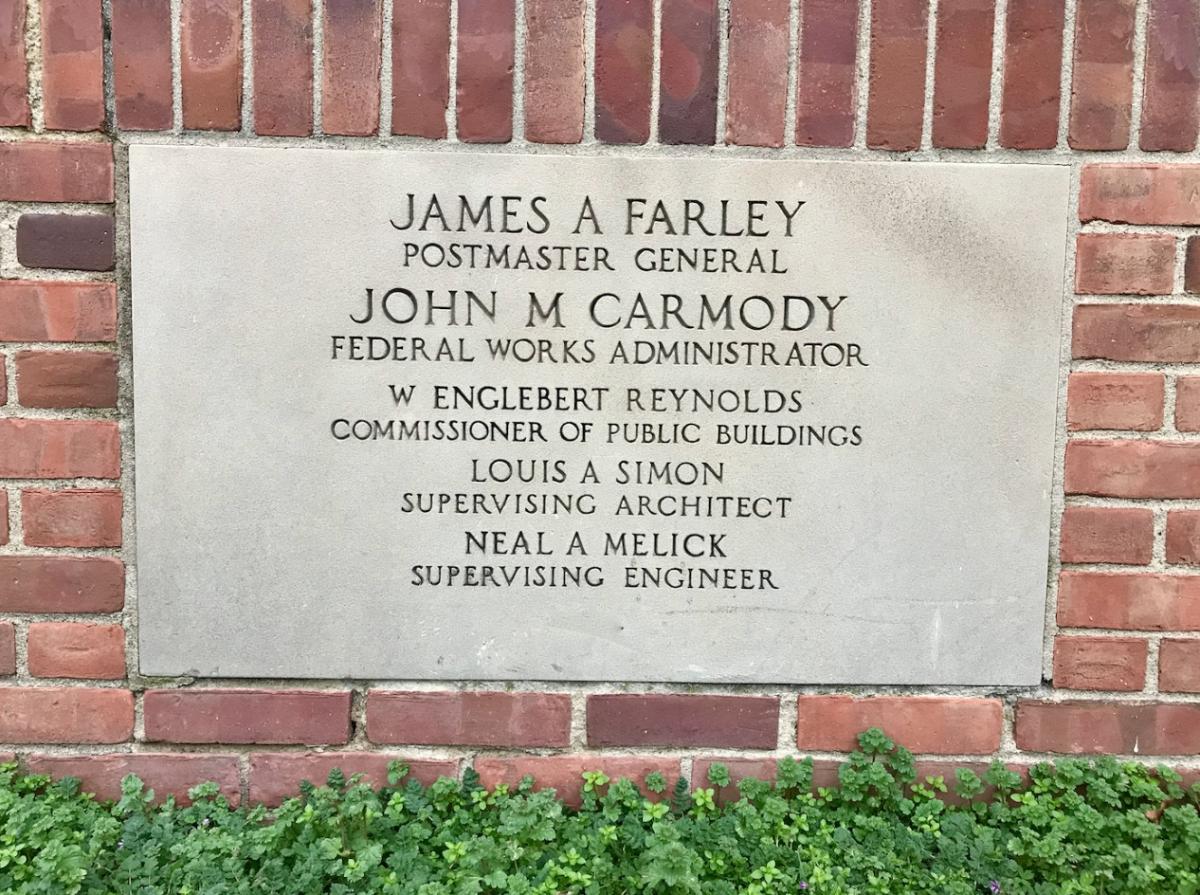 JAMES A FARLEY
POSTMASTER GENERAL
JOHN M CARMODY
FEDERAL WORKS ADMINISTRATOR
W ENGLEBERT REYNOLDS
COMMISSIONER OF PUBLIC BUILDINGS
LOUIS A SIMON
SUPERVISING ARCHITECT
NEAL A MELICK
SUPERVISING ENGINEER